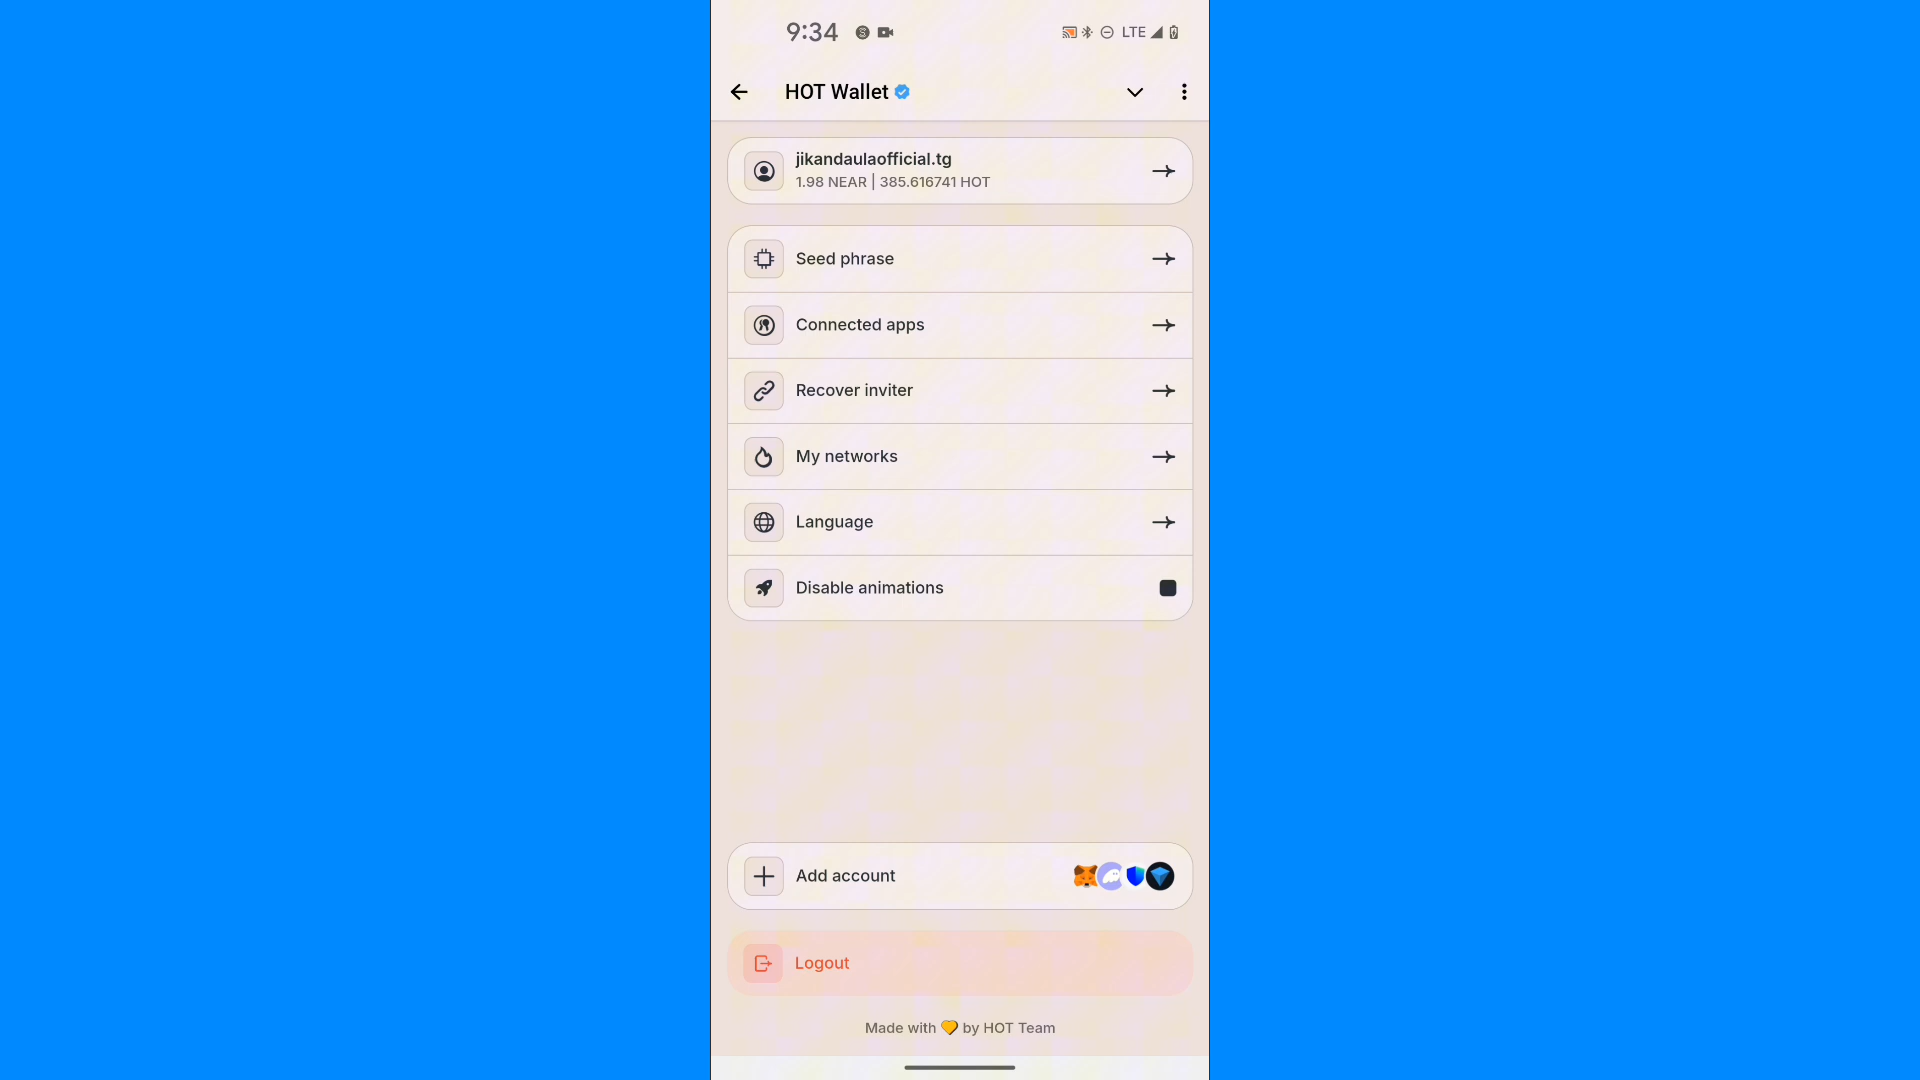 9:34
LTE
HOT Wallet
jikandaulaofficial.tg
1.98 NEAR | 385.616741 HOT
Seed phrase
Connected apps
Recover inviter
My networks
Language
Disable animations
Add account
Logout
Made with 💛 by HOT Team